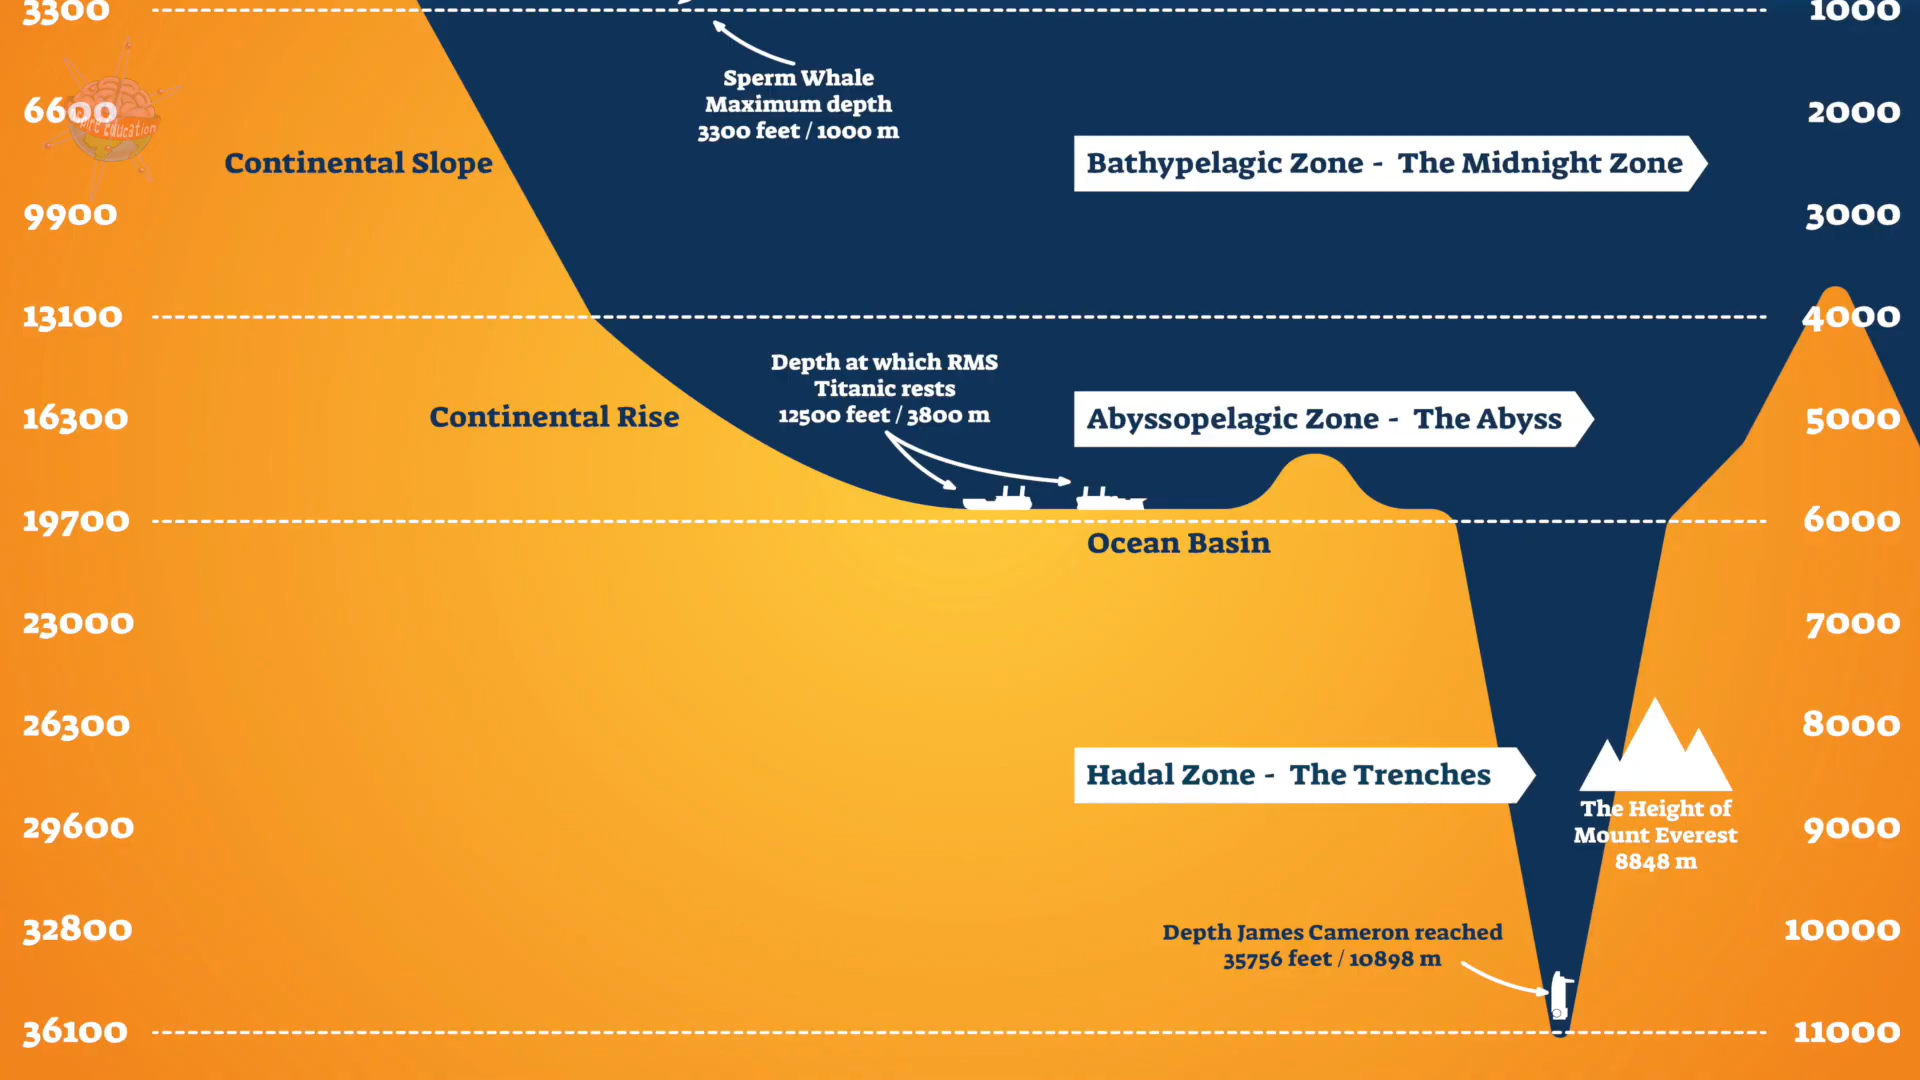 3300
1000
Sperm Whale
Maximum depth
3300 feet / 1000 m
6600
2000
Continental Slope
Bathypelagic Zone - The Midnight Zone
9900
3000
13100
4000
Depth at which RMS
Titanic rests
12500 feet / 3800 m
16300
Continental Rise
Abyssopelagic Zone - The Abyss
5000
19700
6000
Ocean Basin
23000
7000
26300
8000
Hadal Zone - The Trenches
The Height of
Mount Everest
8848 m
29600
9000
32800
10000
Depth James Cameron reached
35756 feet / 10898 m
36100
11000
education